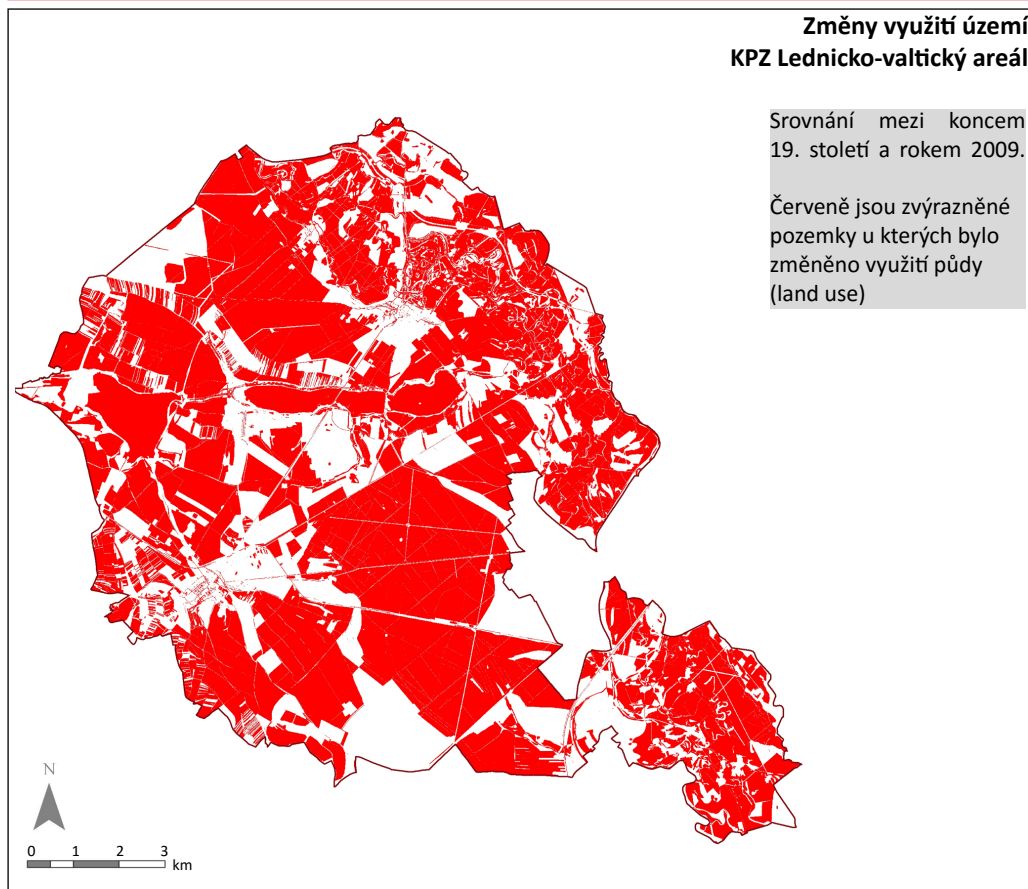 Změny využití území
KPZ Lednicko-valtický areál
Srovnání mezi koncem
19. století a rokem 2009.
Červeně jsou zvýrazněné
pozemky u kterých bylo
změněno využití půdy
(land use)
N
0 1 2 3
km